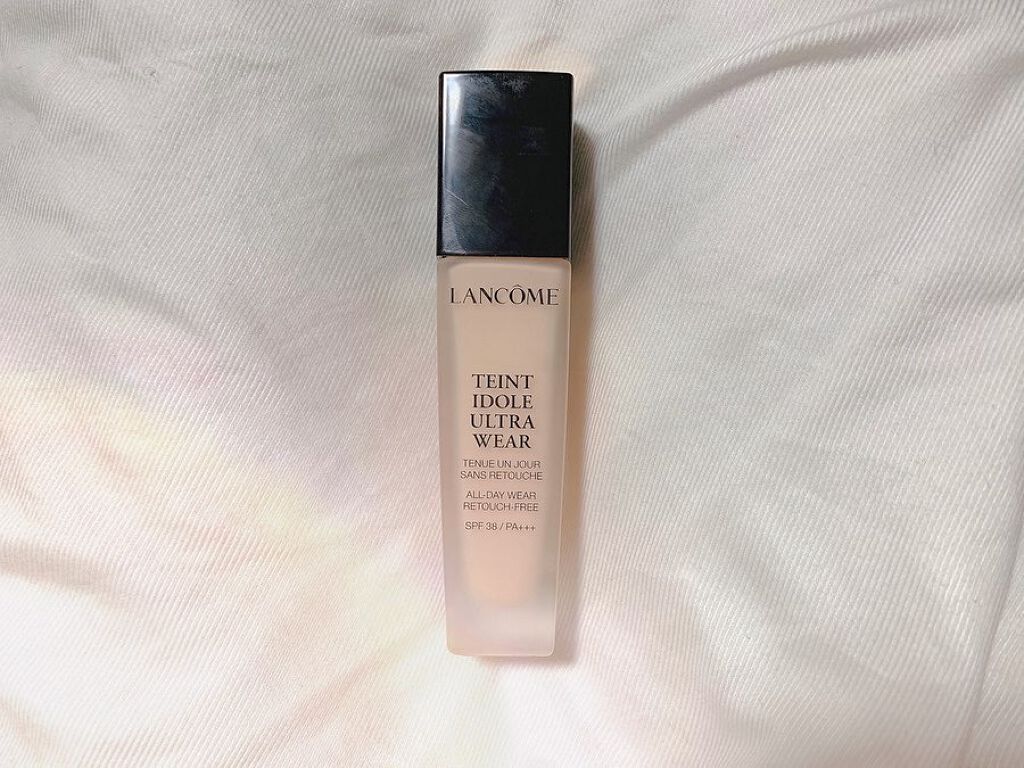 LANCÔME
TEINT
IDOLE
ULTRA
WEAR
TENUE UN JOUR
SANS RETOUCHE
ALL-DAY WEAR
RETOUCH-FREE
SPF 38 / PA+++